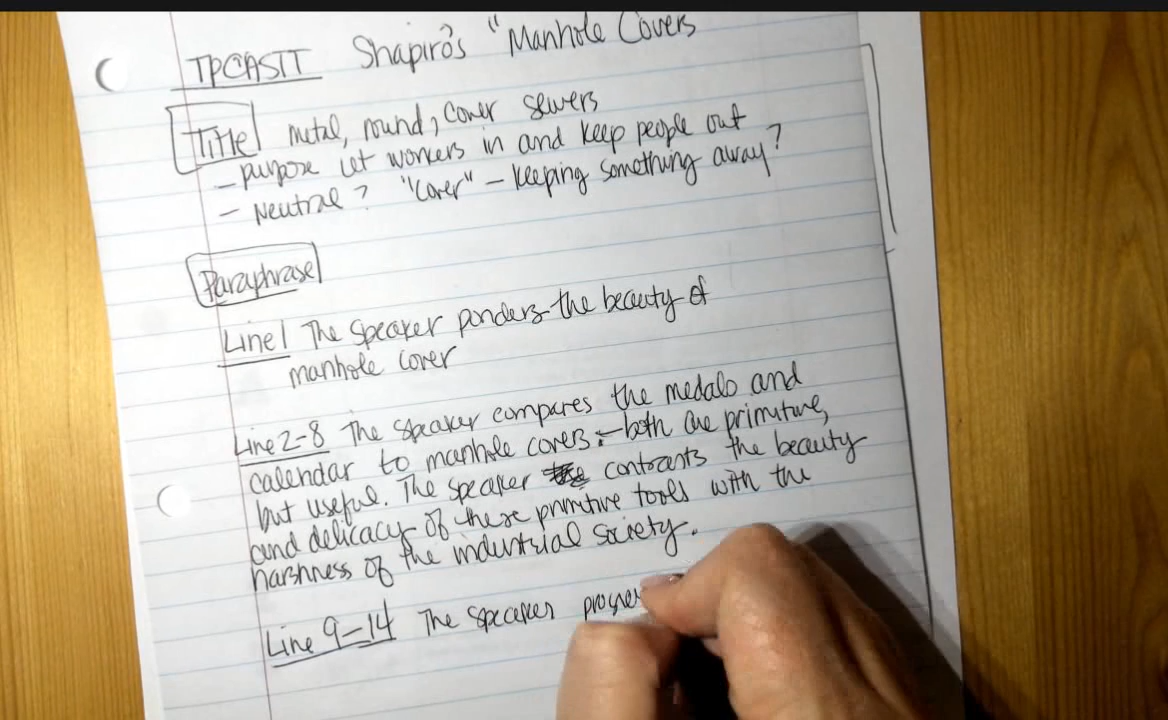 TPCASTT Shapiro's "Manhole Covers
Title metal, round, cover sewers
- purpose let workers in and keep people out
- Neutral? "Cover" - keeping something away?
Paraphrase
Line 1 The speaker ponders the beauty of
manhole cover
Line 2-8 The speaker compares the medals and
calendar to manhole covers - both are primitive,
but useful. The speaker contrasts the beauty
and delicacy of these primitive tools with the
harshness of the industrial society.
Line 9-14 The speaker